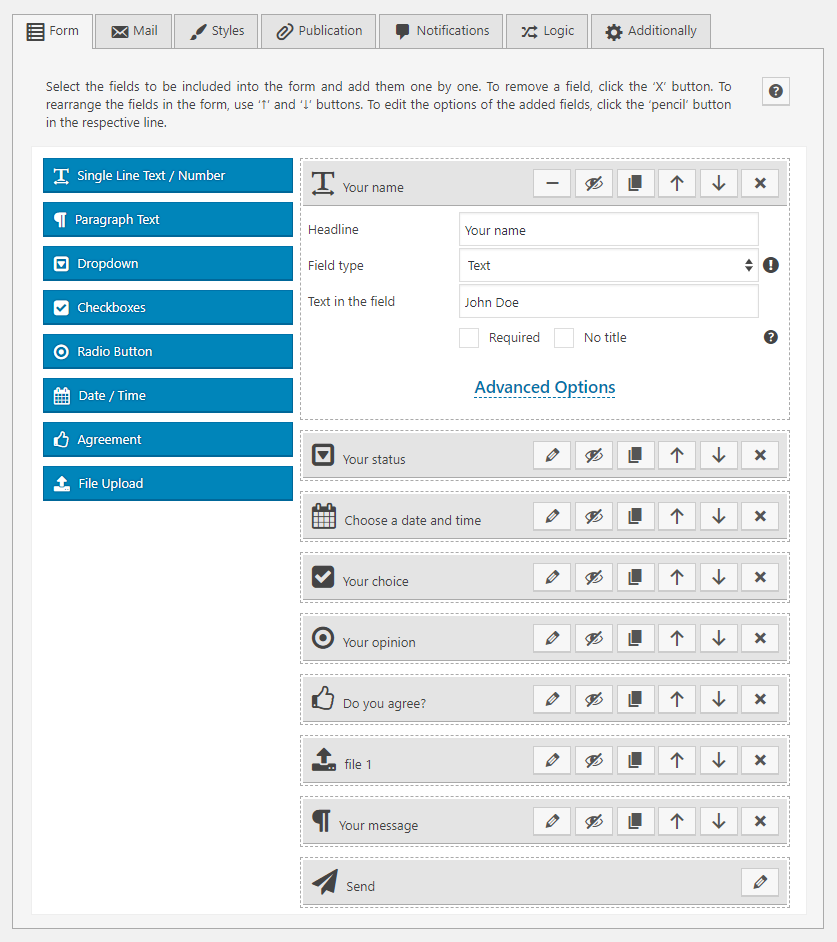 Form Mail Styles Publication Notifications Logic Additionally
Select the fields to be included into the form and add them one by one. To remove a field, click the ‘X’ button. To
rearrange the fields in the form, use ‘↑’ and ‘↓’ buttons. To edit the options of the added fields, click the ‘pencil’ button
in the respective line.
Single Line Text / Number
Paragraph Text
Dropdown
Checkboxes
Radio Button
Date / Time
Agreement
File Upload
Your name
Headline Your name
Field type Text
Text in the field John Doe
Required No title
Advanced Options
Your status
Choose a date and time
Your choice
Your opinion
Do you agree?
file 1
Your message
Send